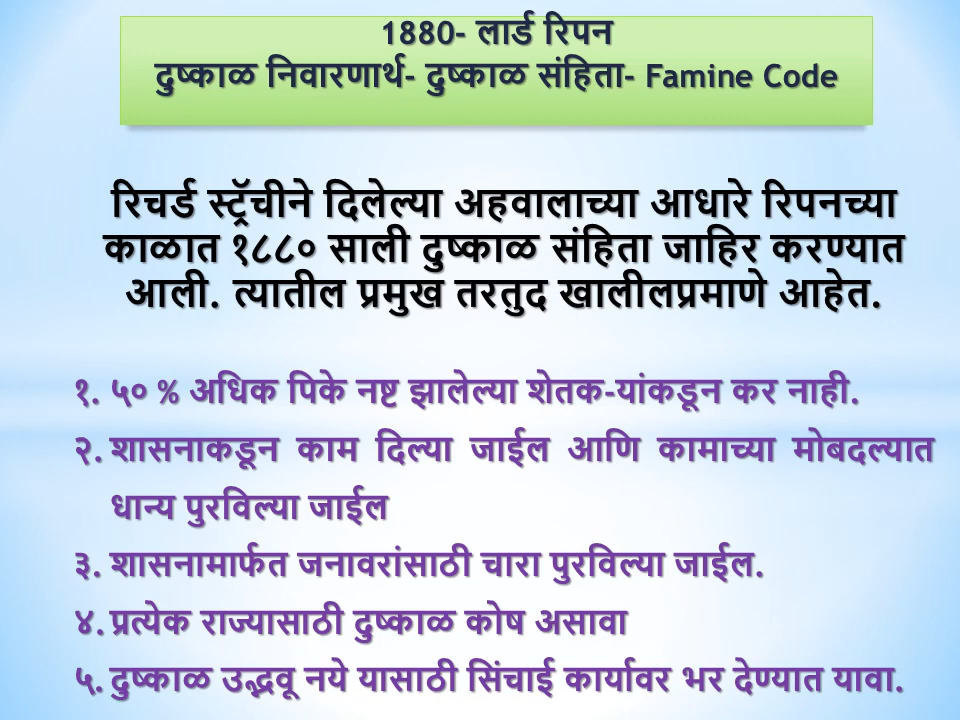 1880- लार्ड रिपन
दुष्काळ निवारणार्थ- दुष्काळ संहिता- Famine Code
रिचर्ड स्ट्रॅचीने दिलेल्या अहवालाच्या आधारे रिपनच्या
काळात १८८० साली दुष्काळ संहिता जाहिर करण्यात
आली. त्यातील प्रमुख तरतुद खालीलप्रमाणे आहेत.
१. ५० % अधिक पिके नष्ट झालेल्या शेतक-यांकडून कर नाही.
२. शासनाकडून काम दिल्या जाईल आणि कामाच्या मोबदल्यात
धान्य पुरविल्या जाईल
३. शासनामार्फत जनावरांसाठी चारा पुरविल्या जाईल.
४. प्रत्येक राज्यासाठी दुष्काळ कोष असावा
५. दुष्काळ उद्भवू नये यासाठी सिंचाई कार्यावर भर देण्यात यावा.